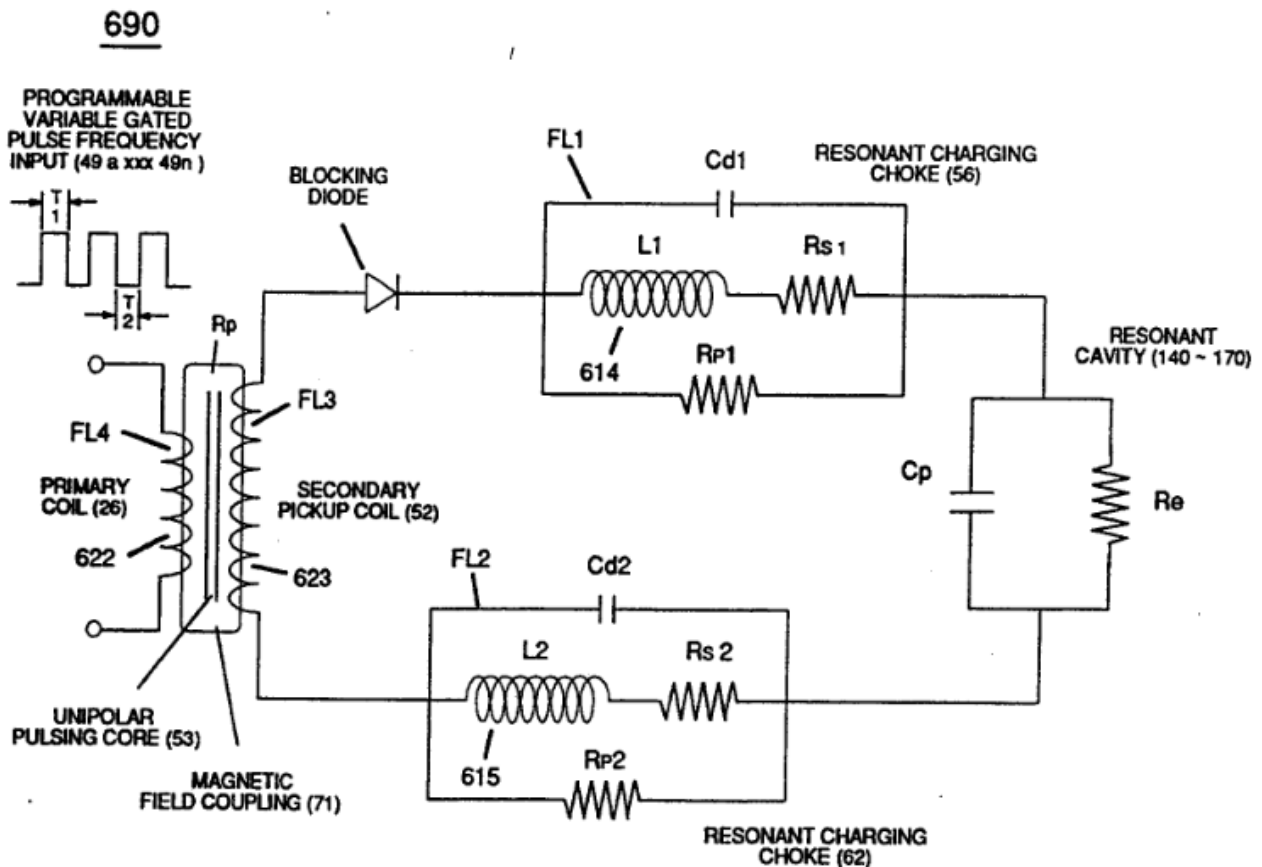 690
PROGRAMMABLE
VARIABLE GATED
PULSE FREQUENCY
INPUT (49 a xxx 49n )
T
1
T
2
BLOCKING
DIODE
FL1
Cd1
RESONANT CHARGING
CHOKE (56)
L1
Rs 1
614
RP1
Rp
FL3
FL4
PRIMARY
COIL (26)
622
SECONDARY
PICKUP COIL (52)
623
RESONANT
CAVITY (140 ~ 170)
Cp
Re
FL2
Cd2
L2
Rs 2
615
RP2
UNIPOLAR
PULSING CORE (53)
MAGNETIC
FIELD COUPLING (71)
RESONANT CHARGING
CHOKE (62)